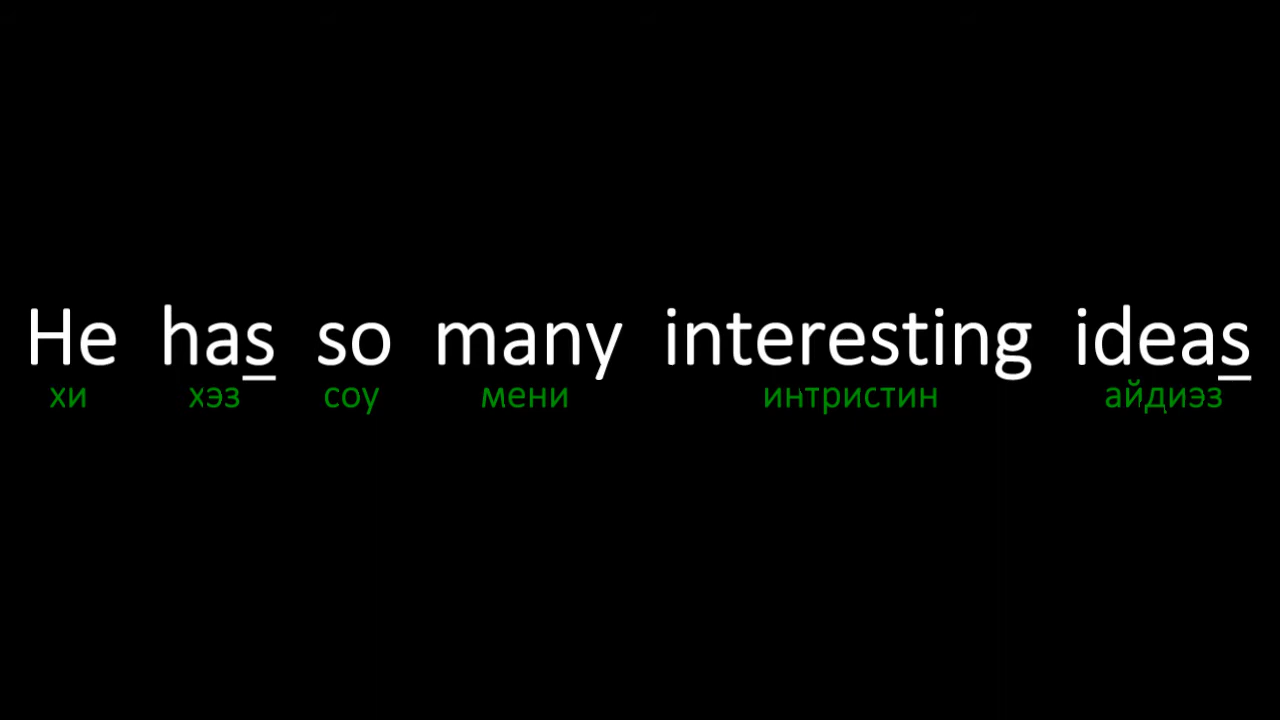 He has so many interesting ideas
хи хэз соу мени интристин айдиэз